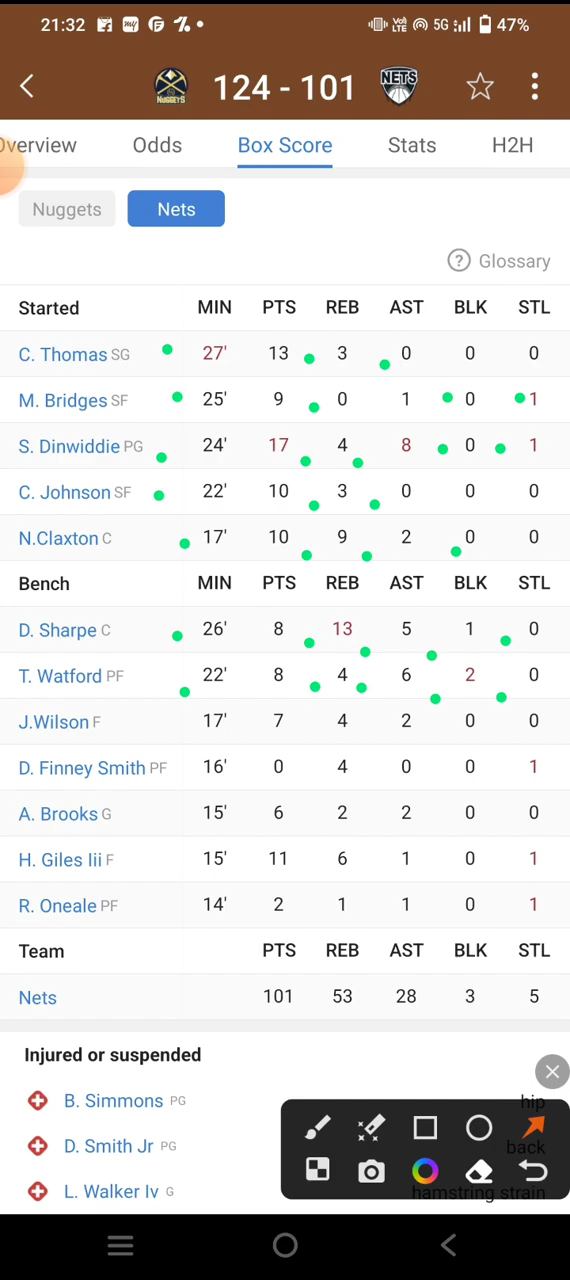 21:32 my G Vo) LTE 5G 47%
NUGGETS 124 - 101 NETS
Overview Odds Box Score Stats H2H
Nuggets Nets
? Glossary
Started MIN PTS REB AST BLK STL
C. Thomas SG 27' 13 3 0 0 0
M. Bridges SF 25' 9 0 1 0 1
S. Dinwiddie PG 24' 17 4 8 0 1
C. Johnson SF 22' 10 3 0 0 0
N.Claxton C 17' 10 9 2 0 0
Bench MIN PTS REB AST BLK STL
D. Sharpe C 26' 8 13 5 1 0
T. Watford PF 22' 8 4 6 2 0
J.Wilson F 17' 7 4 2 0 0
D. Finney Smith PF 16' 0 4 0 0 1
A. Brooks G 15' 6 2 2 0 0
H. Giles Iii F 15' 11 6 1 0 1
R. Oneale PF 14' 2 1 1 0 1
Team PTS REB AST BLK STL
Nets 101 53 28 3 5
Injured or suspended
B. Simmons PG hip
D. Smith Jr PG back
L. Walker Iv G hamstring strain